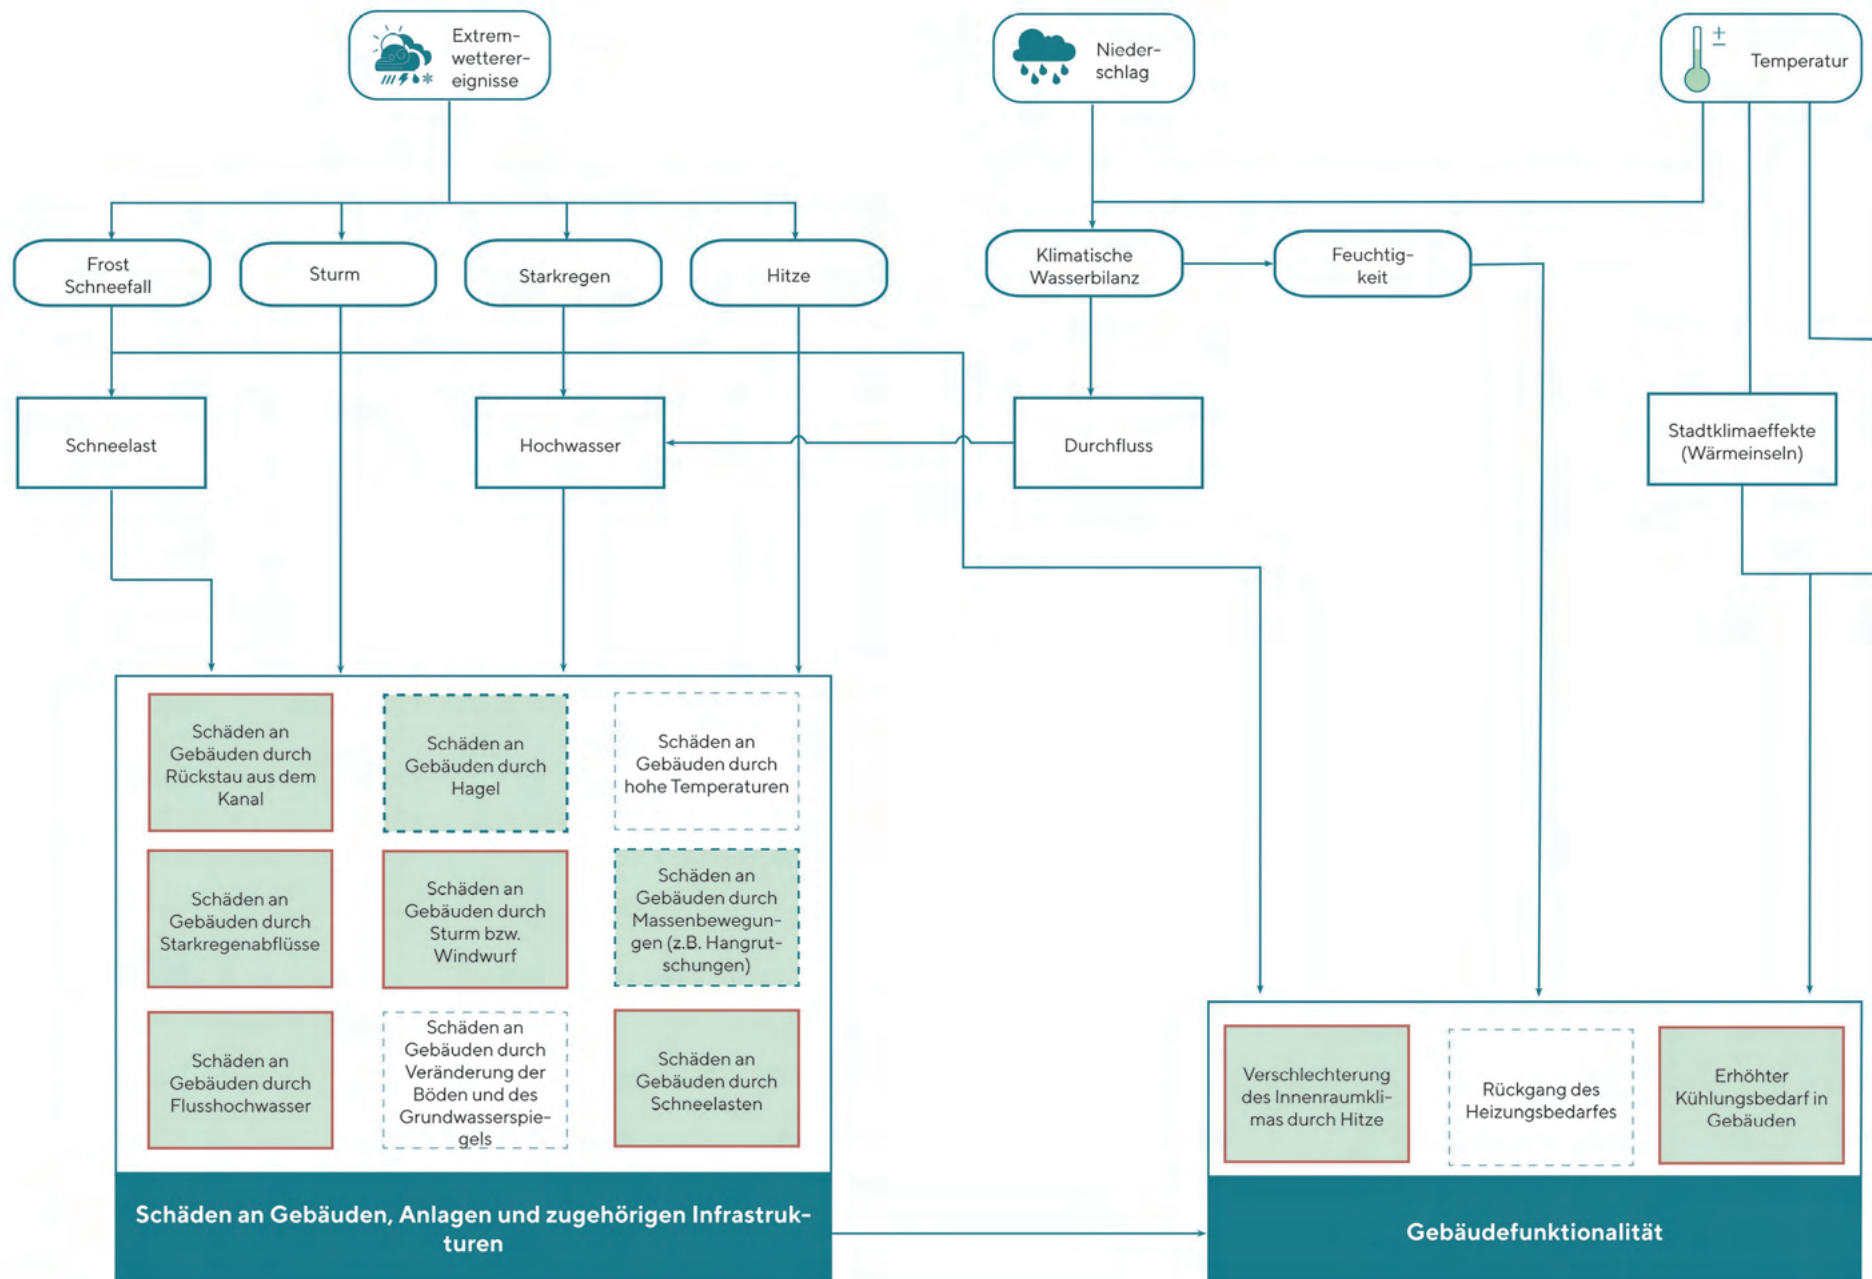 Extrem-
wetterer-
eignisse
Nieder-
schlag
±
Temperatur
Frost
Schneefall
Sturm
Starkregen
Hitze
Klimatische
Wasserbilanz
Feuchtig-
keit
Schneelast
Hochwasser
Durchfluss
Stadtklimaeffekte
(Wärmeinseln)
Schäden an
Gebäuden durch
Rückstau aus dem
Kanal
Schäden an
Gebäuden durch
Hagel
Schäden an
Gebäuden durch
hohe Temperaturen
Schäden an
Gebäuden durch
Starkregenabflüsse
Schäden an
Gebäuden durch
Sturm bzw.
Windwurf
Schäden an
Gebäuden durch
Massenbewegun-
gen (z.B. Hangrut-
schungen)
Schäden an
Gebäuden durch
Flusshochwasser
Schäden an
Gebäuden durch
Veränderung der
Böden und des
Grundwasserspie-
gels
Schäden an
Gebäuden durch
Schneelasten
Schäden an Gebäuden, Anlagen und zugehörigen Infrastruk-
turen
Verschlechterung
des Innenraumkli-
mas durch Hitze
Rückgang des
Heizungsbedarfes
Erhöhter
Kühlungsbedarf in
Gebäuden
Gebäudefunktionalität